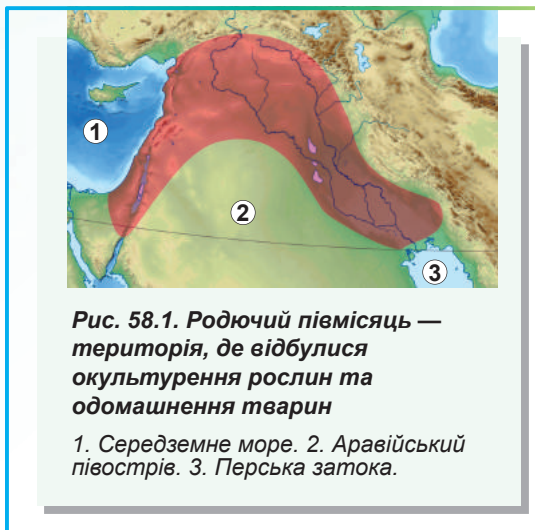 1
2
3
Рис. 58.1. Родючий півмісяць —
територія, де відбулися
окультурення рослин та
одомашнення тварин
1. Середземне море. 2. Аравійський
півострів. 3. Перська затока.